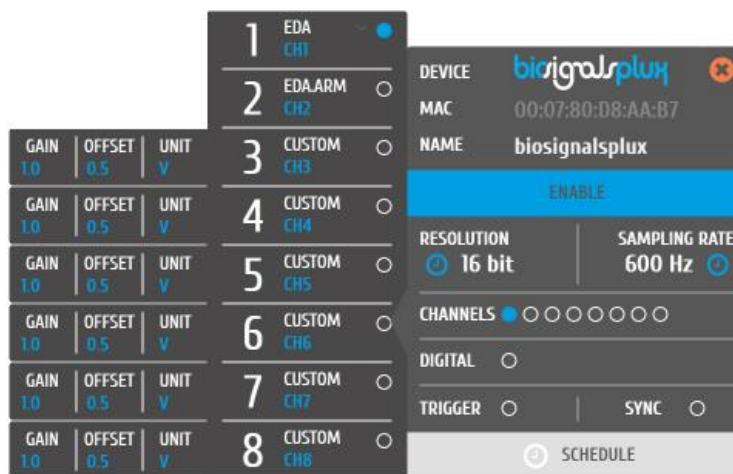 1 EDA
CH1
2 EDA.ARM
CH2
GAIN OFFSET UNIT
1.0 0.5 V
3 CUSTOM
CH3
GAIN OFFSET UNIT
1.0 0.5 V
4 CUSTOM
CH4
GAIN OFFSET UNIT
1.0 0.5 V
5 CUSTOM
CH5
GAIN OFFSET UNIT
1.0 0.5 V
6 CUSTOM
CH6
GAIN OFFSET UNIT
1.0 0.5 V
7 CUSTOM
CH7
GAIN OFFSET UNIT
1.0 0.5 V
8 CUSTOM
CH8
DEVICE biosignalsplux
MAC 00:07:80:D8:AA:B7
NAME biosignalsplux
ENABLE
RESOLUTION SAMPLING RATE
16 bit 600 Hz
CHANNELS
DIGITAL
TRIGGER SYNC
SCHEDULE